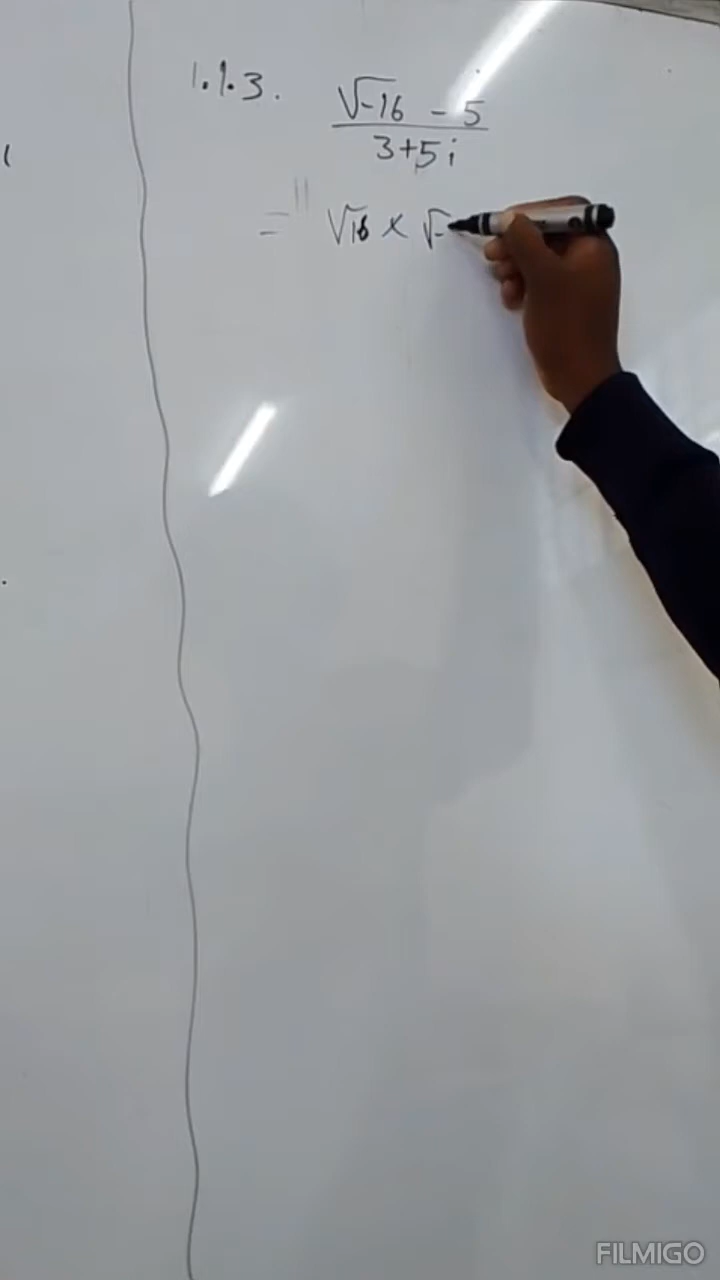 1.1.3. √-16 - 5
3+5i
= √16 × √-
FILMIGO